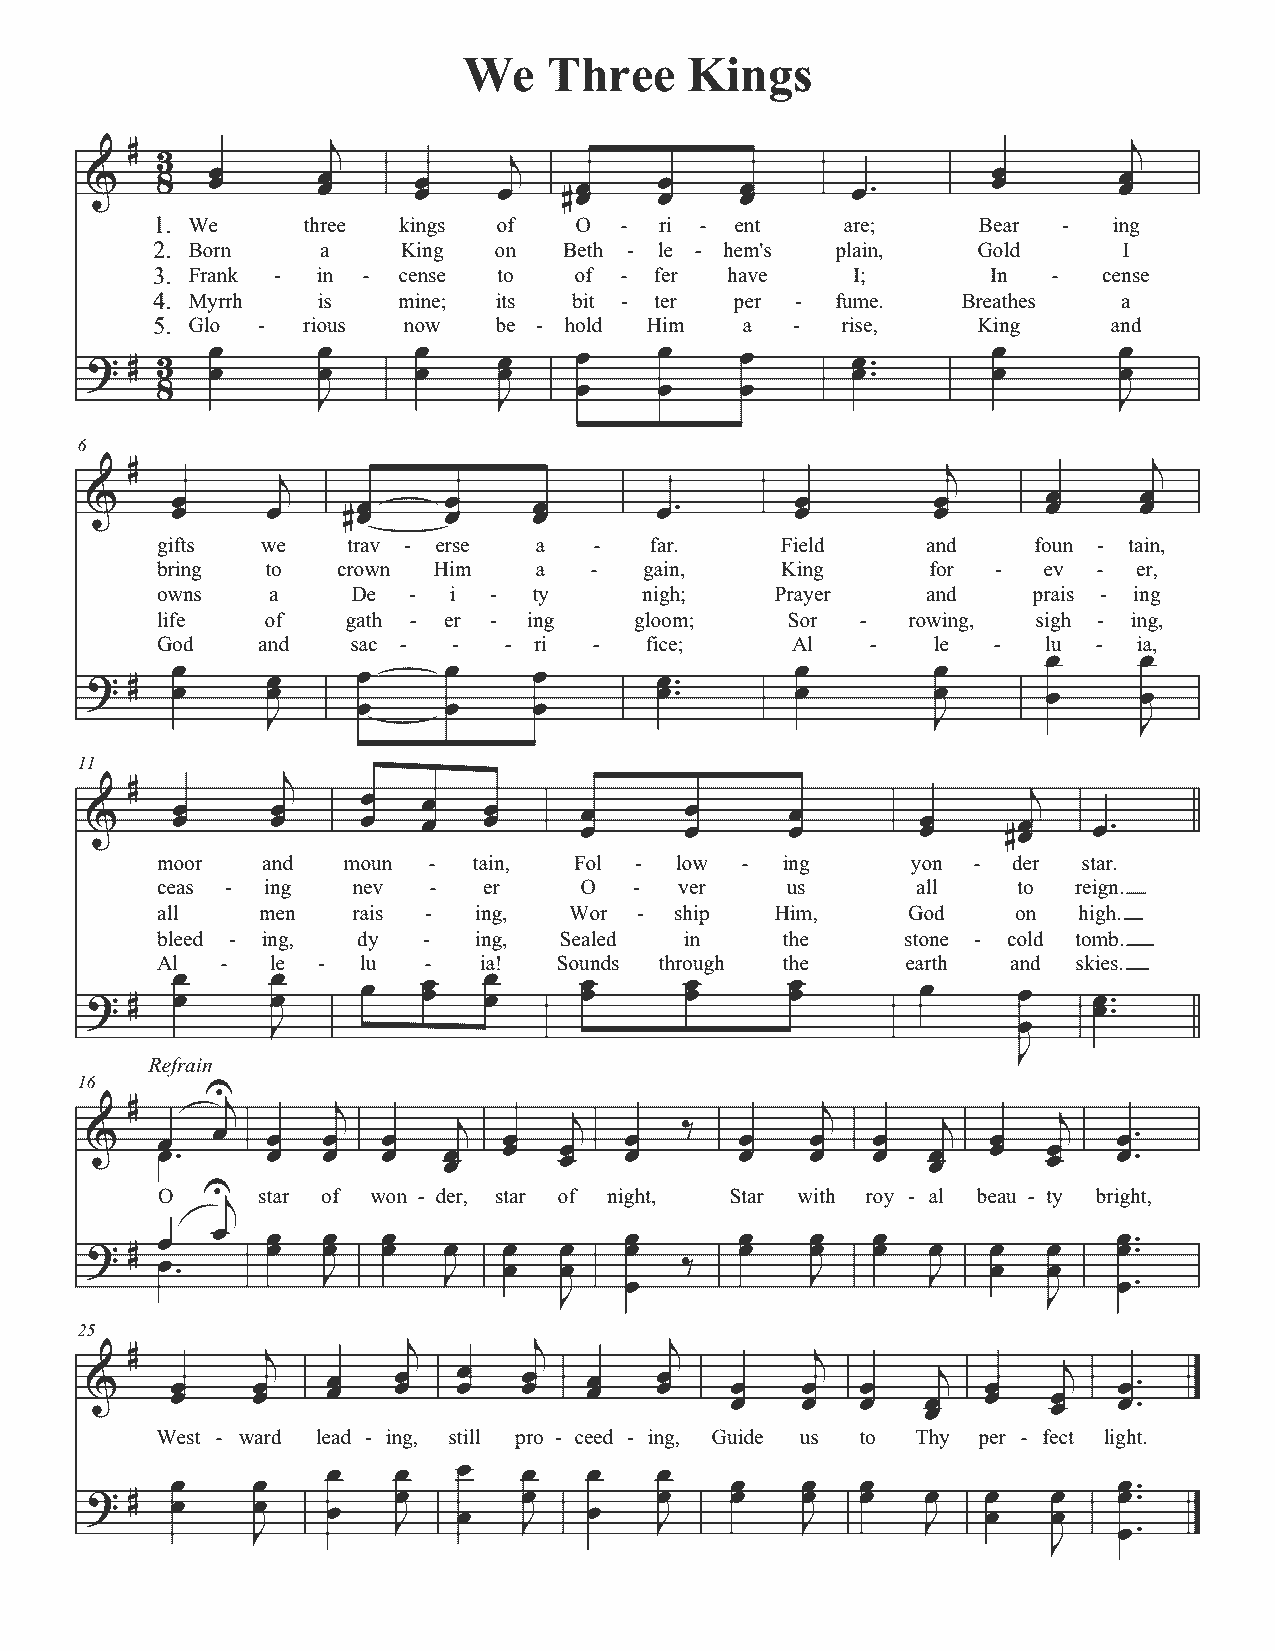 We Three Kings
3
8
1. We three kings of O - ri - ent are; Bear - ing
2. Born a King on Beth - le - hem's plain, Gold I
3. Frank - in - cense to of - fer have I; In - cense
4. Myrrh is mine; its bit - ter per - fume. Breathes a
5. Glo - rious now be - hold Him a - rise, King and
3
8
6
gifts we trav - erse a - far. Field and foun - tain,
bring to crown Him a - gain, King for - ev - er,
owns a De - i - ty nigh; Prayer and prais - ing
life of gath - er - ing gloom; Sor - rowing, sigh - ing,
God and sac - - - ri - fice; Al - le - lu - ia,
11
moor and moun - tain, Fol - low - ing yon - der star.
ceas - ing nev - er O - ver us all to reign.
all men rais - ing, Wor - ship Him, God on high.
bleed - ing, dy - ing, Sealed in the stone - cold tomb.
Al - le - lu - ia! Sounds through the earth and skies.
Refrain
16
O star of won - der, star of night, Star with roy - al beau - ty bright,
25
West - ward lead - ing, still pro - ceed - ing, Guide us to Thy per - fect light.